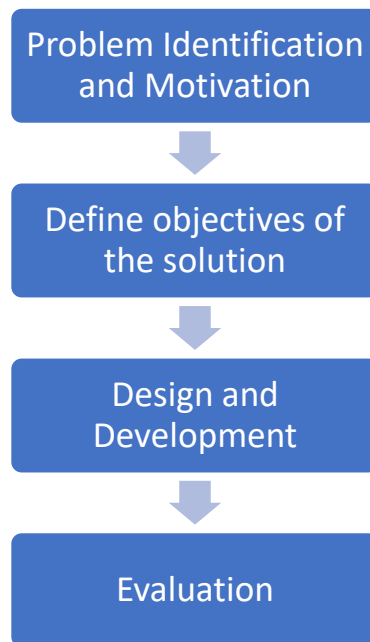 Problem Identification
and Motivation
Define objectives of
the solution
Design and
Development
Evaluation